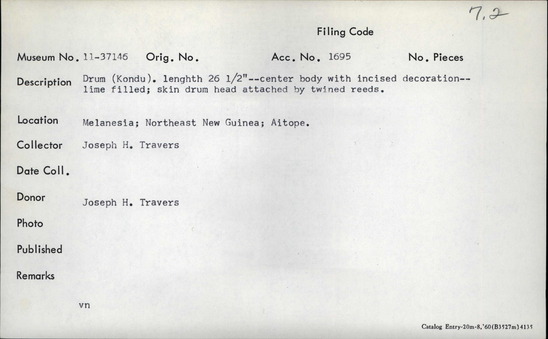 7.2
Filing Code
Museum No. 11-37146 Orig. No. Acc. No. 1695 No. Pieces
Description Drum (Kondu). lenghth 26 1/2"--center body with incised decoration--
lime filled; skin drum head attached by twined reeds.
Location Melanesia; Northeast New Guinea; Aitope.
Collector Joseph H. Travers
Date Coll.
Donor Joseph H. Travers
Photo
Published
Remarks
vn
Catalog Entry-20m-8,'60(B3527m)4135